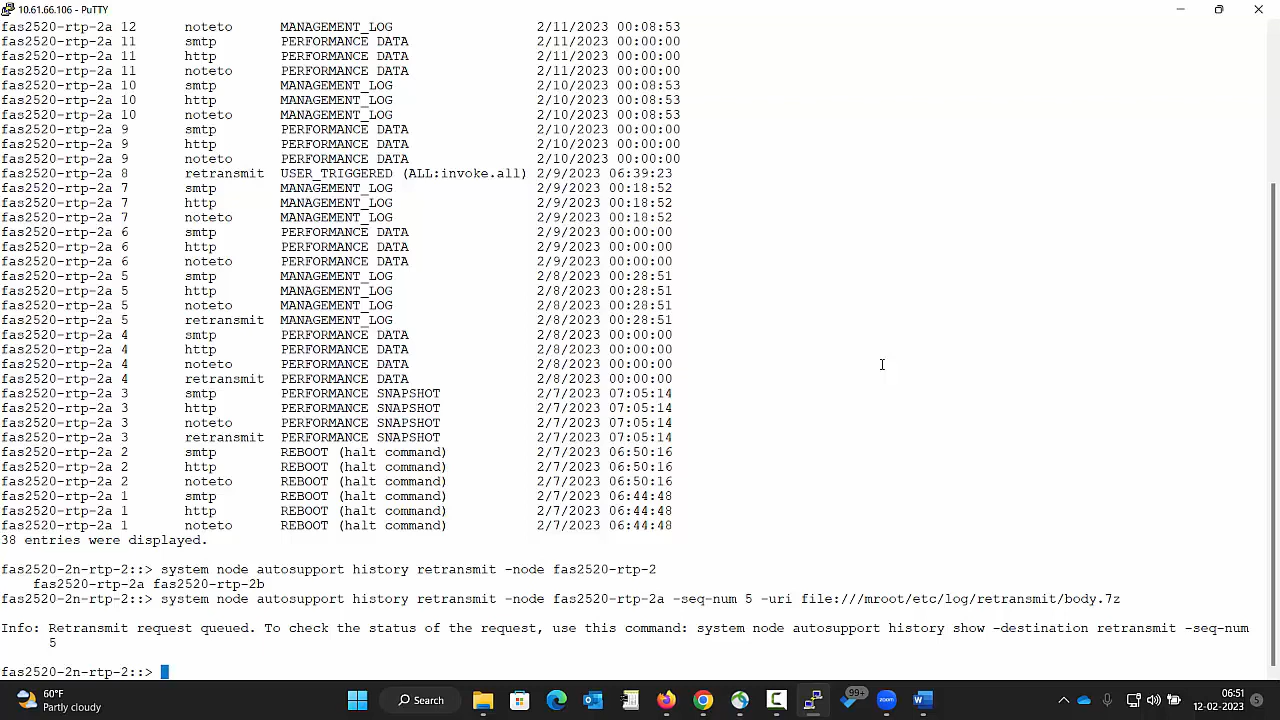 10.61.66.106 - PuTTY
fas2520-rtp-2a 12      noteto      MANAGEMENT_LOG                  2/11/2023 00:08:53
fas2520-rtp-2a 11      smtp        PERFORMANCE DATA                2/11/2023 00:00:00
fas2520-rtp-2a 11      http        PERFORMANCE DATA                2/11/2023 00:00:00
fas2520-rtp-2a 11      noteto      PERFORMANCE DATA                2/11/2023 00:00:00
fas2520-rtp-2a 10      smtp        MANAGEMENT_LOG                  2/10/2023 00:08:53
fas2520-rtp-2a 10      http        MANAGEMENT_LOG                  2/10/2023 00:08:53
fas2520-rtp-2a 10      noteto      MANAGEMENT_LOG                  2/10/2023 00:08:53
fas2520-rtp-2a 9       smtp        PERFORMANCE DATA                2/10/2023 00:00:00
fas2520-rtp-2a 9       http        PERFORMANCE DATA                2/10/2023 00:00:00
fas2520-rtp-2a 9       noteto      PERFORMANCE DATA                2/10/2023 00:00:00
fas2520-rtp-2a 8       retransmit  USER_TRIGGERED (ALL:invoke.all) 2/9/2023 06:39:23
fas2520-rtp-2a 7       smtp        MANAGEMENT_LOG                  2/9/2023 00:18:52
fas2520-rtp-2a 7       http        MANAGEMENT_LOG                  2/9/2023 00:18:52
fas2520-rtp-2a 7       noteto      MANAGEMENT_LOG                  2/9/2023 00:18:52
fas2520-rtp-2a 6       smtp        PERFORMANCE DATA                2/9/2023 00:00:00
fas2520-rtp-2a 6       http        PERFORMANCE DATA                2/9/2023 00:00:00
fas2520-rtp-2a 6       noteto      PERFORMANCE DATA                2/9/2023 00:00:00
fas2520-rtp-2a 5       smtp        MANAGEMENT_LOG                  2/8/2023 00:28:51
fas2520-rtp-2a 5       http        MANAGEMENT_LOG                  2/8/2023 00:28:51
fas2520-rtp-2a 5       noteto      MANAGEMENT_LOG                  2/8/2023 00:28:51
fas2520-rtp-2a 5       retransmit  MANAGEMENT_LOG                  2/8/2023 00:28:51
fas2520-rtp-2a 4       smtp        PERFORMANCE DATA                2/8/2023 00:00:00
fas2520-rtp-2a 4       http        PERFORMANCE DATA                2/8/2023 00:00:00
fas2520-rtp-2a 4       noteto      PERFORMANCE DATA                2/8/2023 00:00:00
fas2520-rtp-2a 4       retransmit  PERFORMANCE DATA                2/8/2023 00:00:00
fas2520-rtp-2a 3       smtp        PERFORMANCE SNAPSHOT            2/7/2023 07:05:14
fas2520-rtp-2a 3       http        PERFORMANCE SNAPSHOT            2/7/2023 07:05:14
fas2520-rtp-2a 3       noteto      PERFORMANCE SNAPSHOT            2/7/2023 07:05:14
fas2520-rtp-2a 3       retransmit  PERFORMANCE SNAPSHOT            2/7/2023 07:05:14
fas2520-rtp-2a 2       smtp        REBOOT (halt command)           2/7/2023 06:50:16
fas2520-rtp-2a 2       http        REBOOT (halt command)           2/7/2023 06:50:16
fas2520-rtp-2a 2       noteto      REBOOT (halt command)           2/7/2023 06:50:16
fas2520-rtp-2a 1       smtp        REBOOT (halt command)           2/7/2023 06:44:48
fas2520-rtp-2a 1       http        REBOOT (halt command)           2/7/2023 06:44:48
fas2520-rtp-2a 1       noteto      REBOOT (halt command)           2/7/2023 06:44:48
38 entries were displayed.
fas2520-2n-rtp-2::> system node autosupport history retransmit -node fas2520-rtp-2
    fas2520-rtp-2a fas2520-rtp-2b
fas2520-2n-rtp-2::> system node autosupport history retransmit -node fas2520-rtp-2a -seq-num 5 -uri file:///mroot/etc/log/retransmit/body.7z
Info: Retransmit request queued. To check the status of the request, use this command: system node autosupport history show -destination retransmit -seq-num
      5
fas2520-2n-rtp-2::>
60°F
Partly cloudy
Search
99+
zoom
06:51
12-02-2023
5